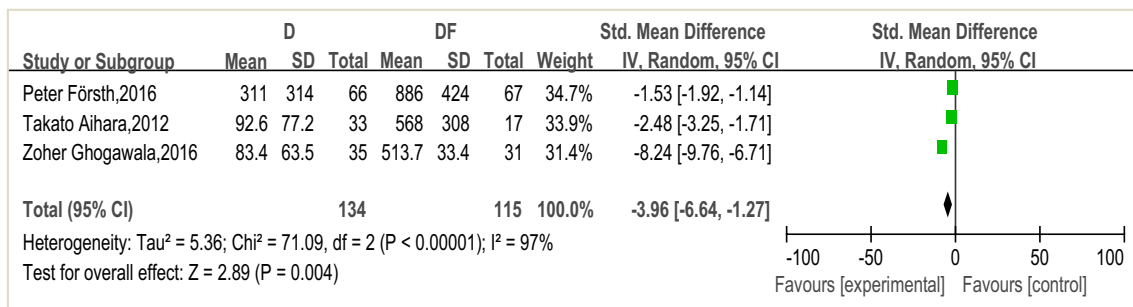 D DF Std. Mean Difference Std. Mean Difference
Study or Subgroup Mean SD Total Mean SD Total Weight IV, Random, 95% CI IV, Random, 95% CI
Peter Försth,2016 311 314 66 886 424 67 34.7% -1.53 [-1.92, -1.14]
Takato Aihara,2012 92.6 77.2 33 568 308 17 33.9% -2.48 [-3.25, -1.71]
Zoher Ghogawala,2016 83.4 63.5 35 513.7 33.4 31 31.4% -8.24 [-9.76, -6.71]
Total (95% CI) 134 115 100.0% -3.96 [-6.64, -1.27]
Heterogeneity: Tau² = 5.36; Chi² = 71.09, df = 2 (P < 0.00001); I² = 97%
Test for overall effect: Z = 2.89 (P = 0.004)
-100 -50 0 50 100
Favours [experimental] Favours [control]